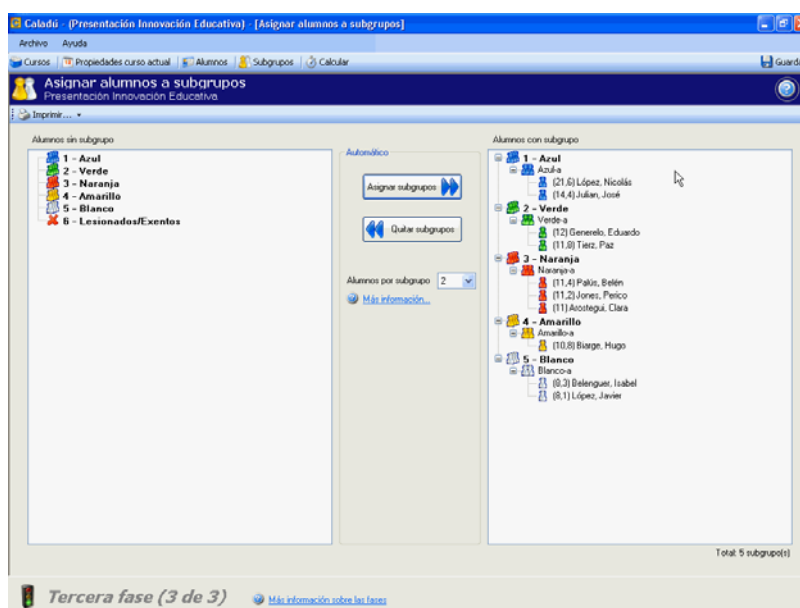 Caladú - (Presentación Innovación Educativa) - [Asignar alumnos a subgrupos]
Archivo Ayuda
Cursos Propiedades curso actual Alumnos Subgrupos Calcular Guarda
Asignar alumnos a subgrupos
Presentación Innovación Educativa
Imprimir...
Alumnos sin subgrupo
1 - Azul
2 - Verde
3 - Naranja
4 - Amarillo
5 - Blanco
6 - Lesionados/Exentos
Automático
Asignar subgrupos
Quitar subgrupos
Alumnos por subgrupo 2
Más información...
Alumnos con subgrupo
1 - Azul
Azul-a
(21,6) López, Nicolás
(14,4) Julian, José
2 - Verde
Verde-a
(12) Generelo, Eduardo
(11,8) Tierz, Paz
3 - Naranja
Naranja-a
(11,4) Pakis, Belén
(11,2) Jones, Perico
(11) Arostegui, Clara
4 - Amarillo
Amarillo-a
(10,8) Biarge, Hugo
5 - Blanco
Blanco-a
(8,3) Belenguer, Isabel
(8,1) López, Javier
Total: 5 subgrupo(s)
Tercera fase (3 de 3)
Más información sobre las fases